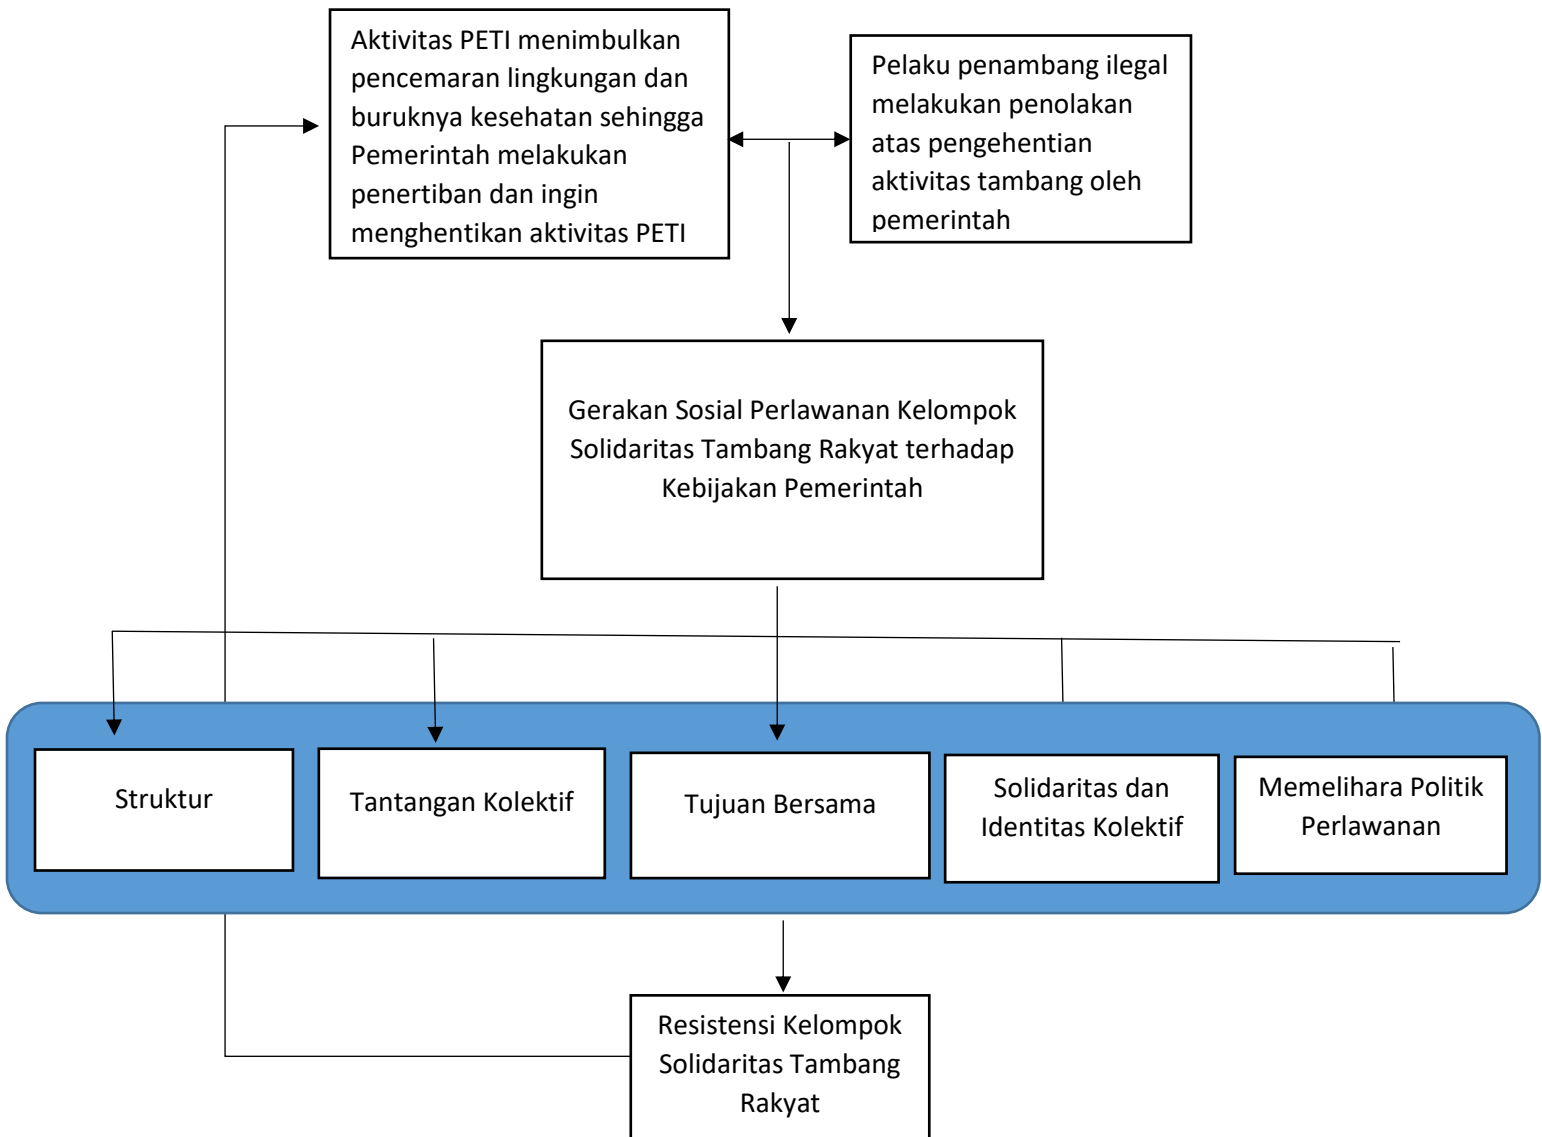 Aktivitas PETI menimbulkan
pencemaran lingkungan dan
buruknya kesehatan sehingga
Pemerintah melakukan
penertiban dan ingin
menghentikan aktivitas PETI
Pelaku penambang ilegal
melakukan penolakan
atas pengehentian
aktivitas tambang oleh
pemerintah
Gerakan Sosial Perlawanan Kelompok
Solidaritas Tambang Rakyat terhadap
Kebijakan Pemerintah
Struktur
Tantangan Kolektif
Tujuan Bersama
Solidaritas dan
Identitas Kolektif
Memelihara Politik
Perlawanan
Resistensi Kelompok
Solidaritas Tambang
Rakyat